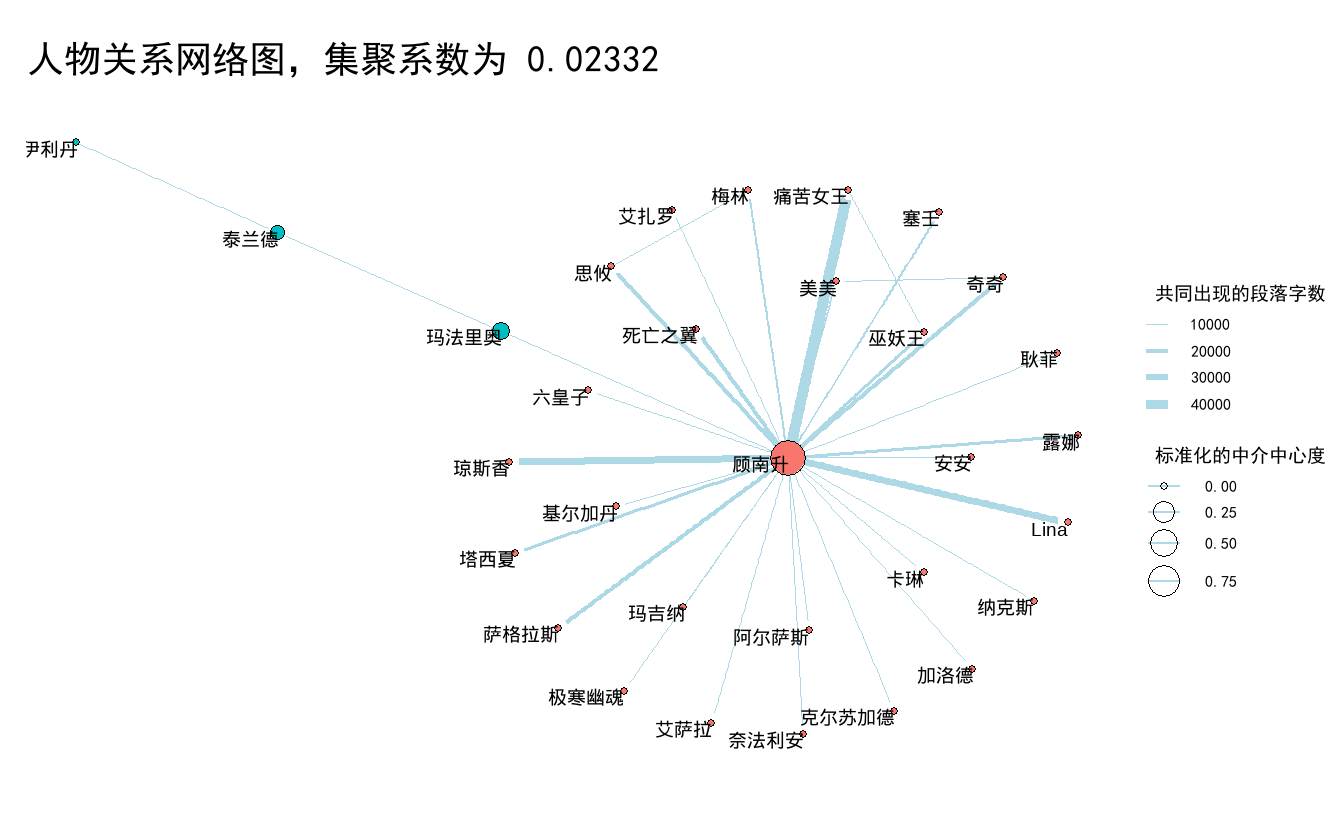 人物关系网络图，集聚系数为 0.02332
伊利丹
泰兰德
玛法里奥
梅林
痛苦女王
艾扎罗
塞壬
思攸
美美
奇奇
死亡之翼
巫妖王
耿菲
六皇子
露娜
琼斯香
顾南升
安安
基尔加丹
Lina
塔西夏
卡琳
玛吉纳
纳克斯
萨格拉斯
阿尔萨斯
加洛德
极寒幽魂
克尔苏加德
艾萨拉
奈法利安
共同出现的段落字数
10000
20000
30000
40000
标准化的中介中心度
0.00
0.25
0.50
0.75